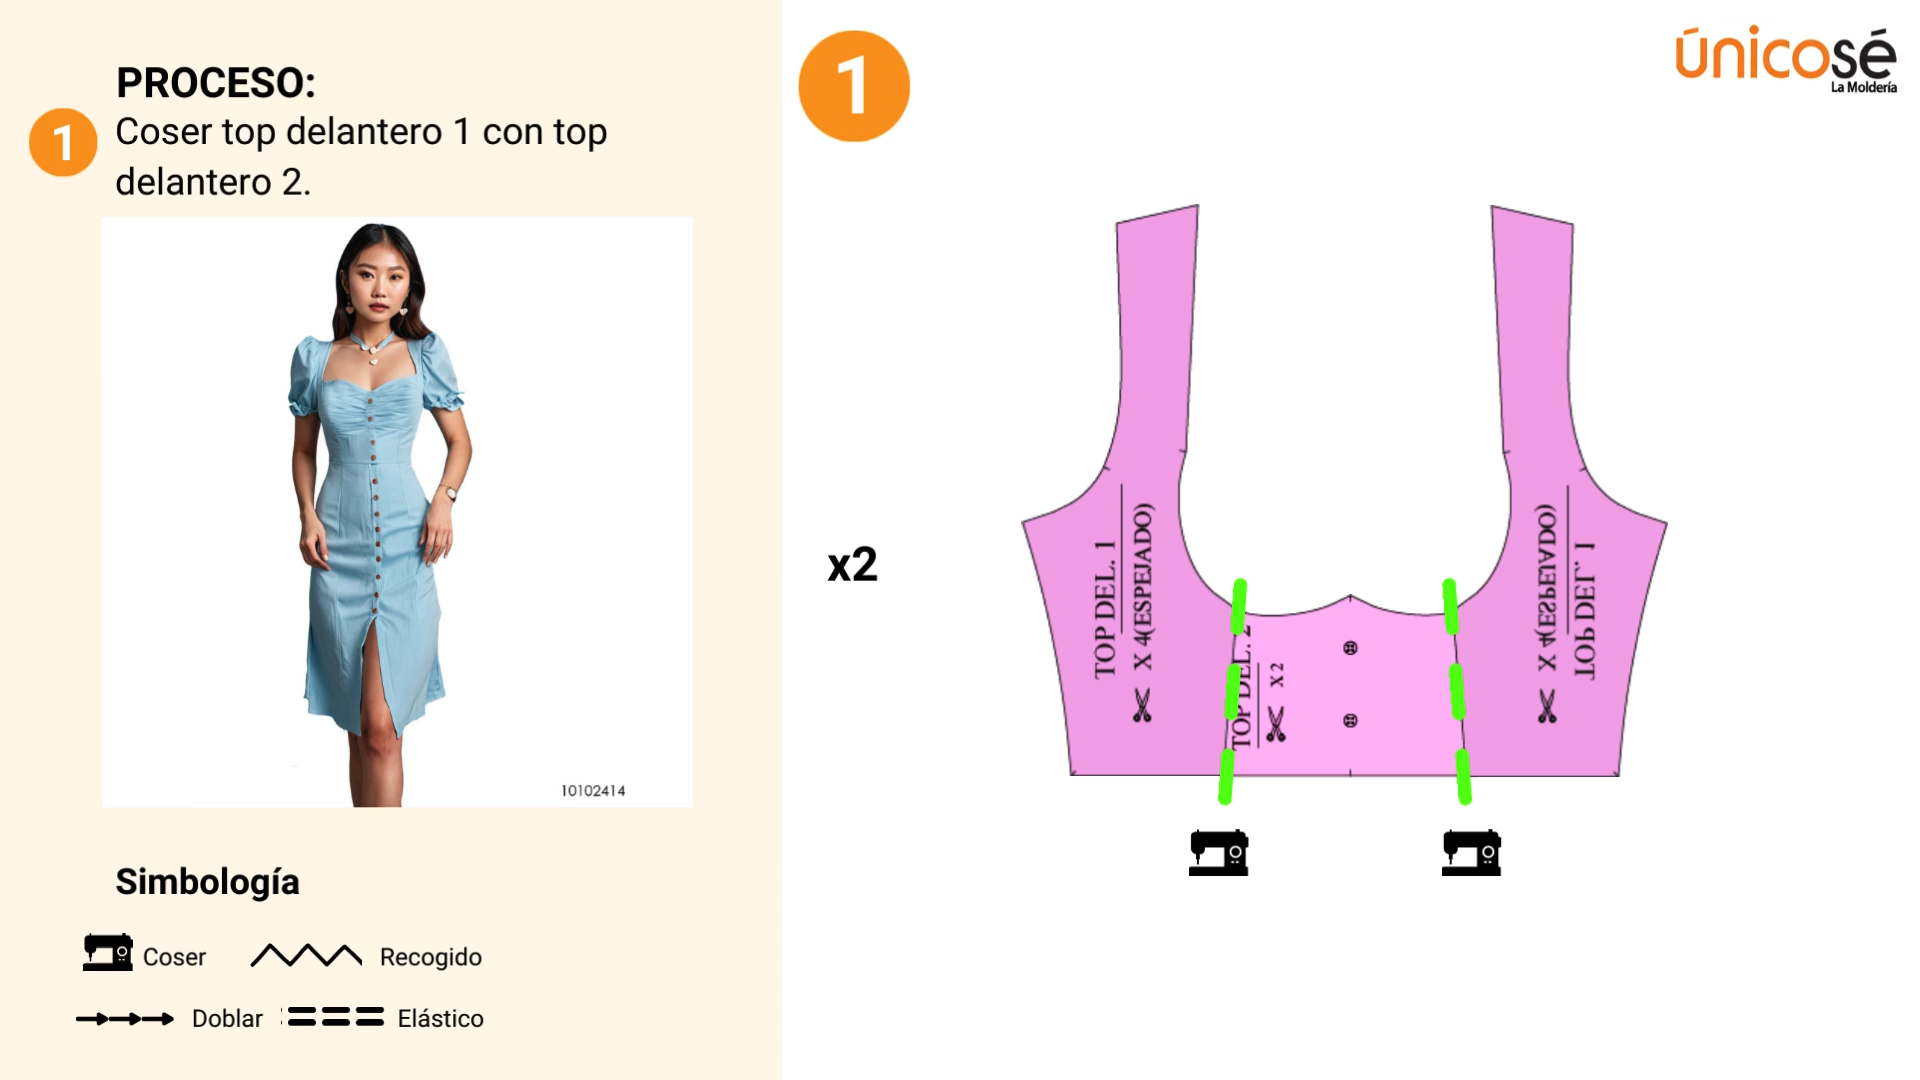 PROCESO:
1 Coser top delantero 1 con top
delantero 2.
10102414
Simbología
Coser
Recogido
Doblar
Elástico
1
únicosé
La Moldería
x2
TOP DEL. 1
X 4(ESPEJADO)
TOP DEL. 2
X 2
X 4(ESPEJADO)
TOP DEL. 1